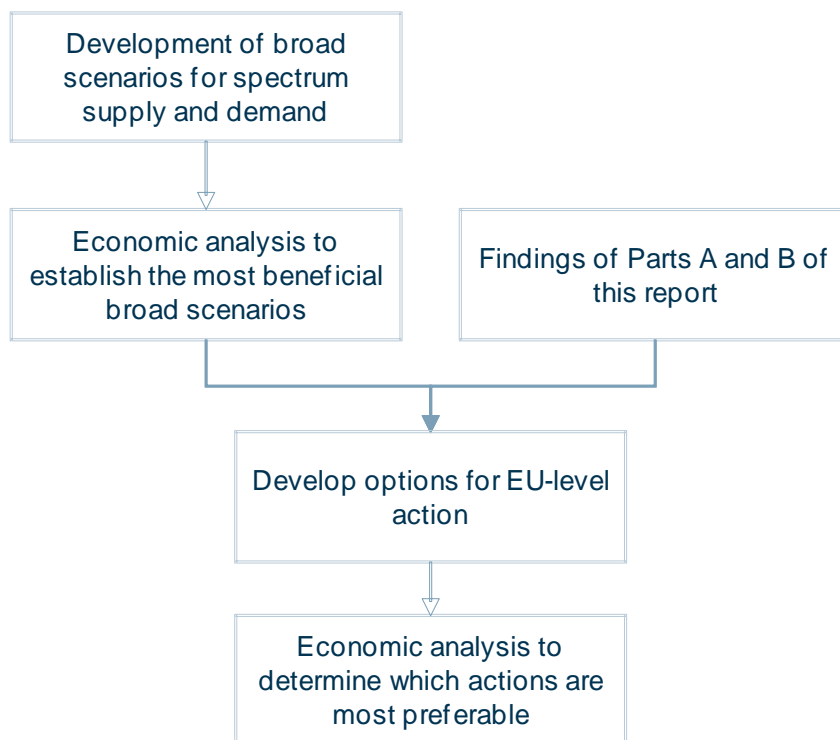 Development of broad
scenarios for spectrum
supply and demand
Economic analysis to
establish the most beneficial
broad scenarios
Findings of Parts A and B of
this report
Develop options for EU-level
action
Economic analysis to
determine which actions are
most preferable